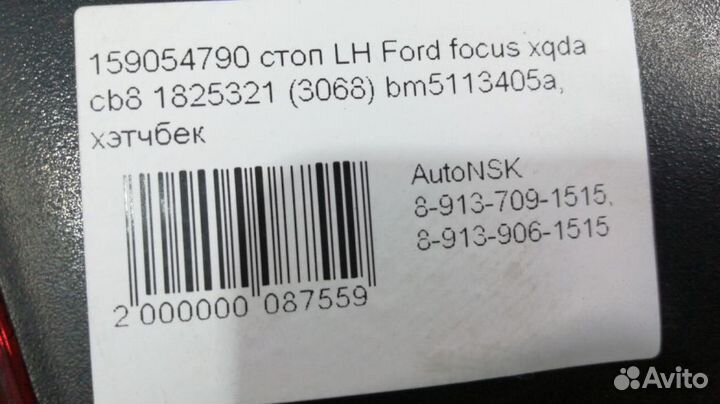 159054790 стоп LH Ford focus xqda
cb8 1825321 (3068) bm5113405a,
хэтчбек
AutoNSK
8-913-709-1515,
8-913-906-1515
2 000000 087559
Avito